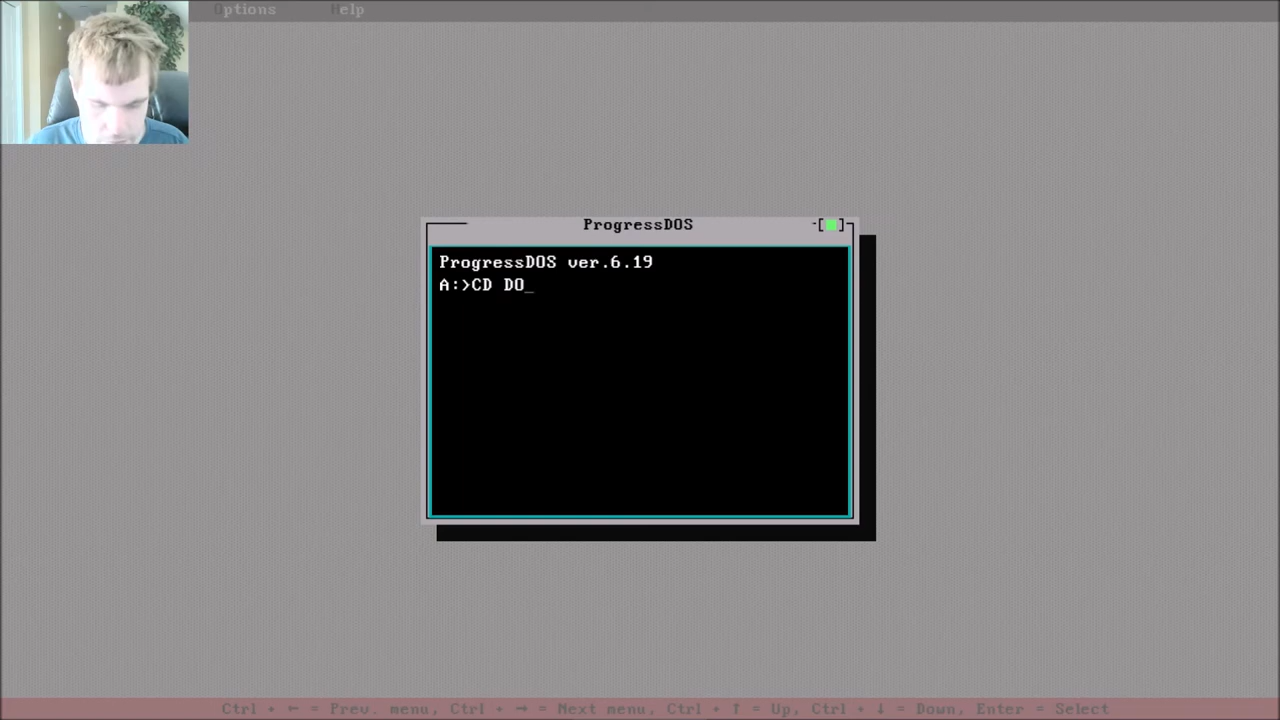 Options Help
ProgressDOS
ProgressDOS ver.6.19
A:>CD DO_
Ctrl + ← = Prev. menu, Ctrl + → = Next menu, Ctrl + ↑ = Up, Ctrl + ↓ = Down, Enter = Select